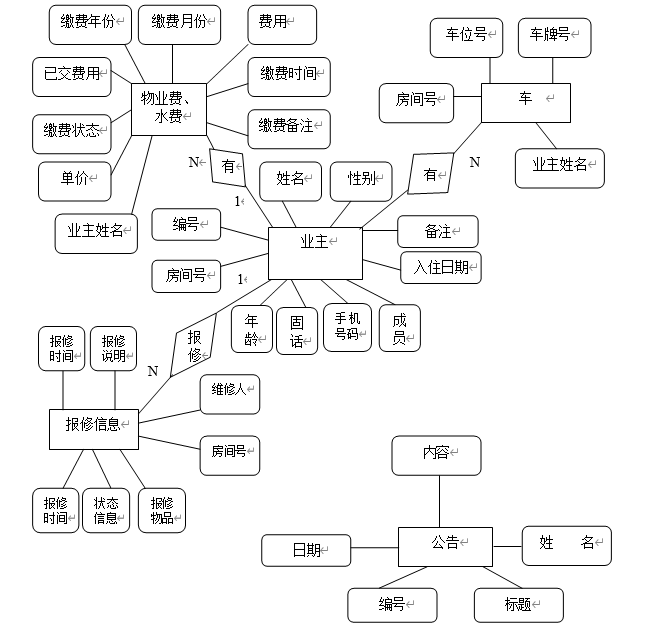 缴费年份
缴费月份
费用
车位号
车牌号
已交费用
缴费时间
物业费、
水费
房间号
车
缴费状态
缴费备注
单价
N
有
有
N
业主姓名
姓名
性别
1
业主姓名
编号
业主
备注
房间号
1
入住日期
年
龄
固
话
手机
号码
成
员
报
修
报修
时间
报修
说明
N
维修人
报修信息
房间号
内容
报修
时间
状态
信息
报修
物品
日期
公告
姓 名
编号
标题